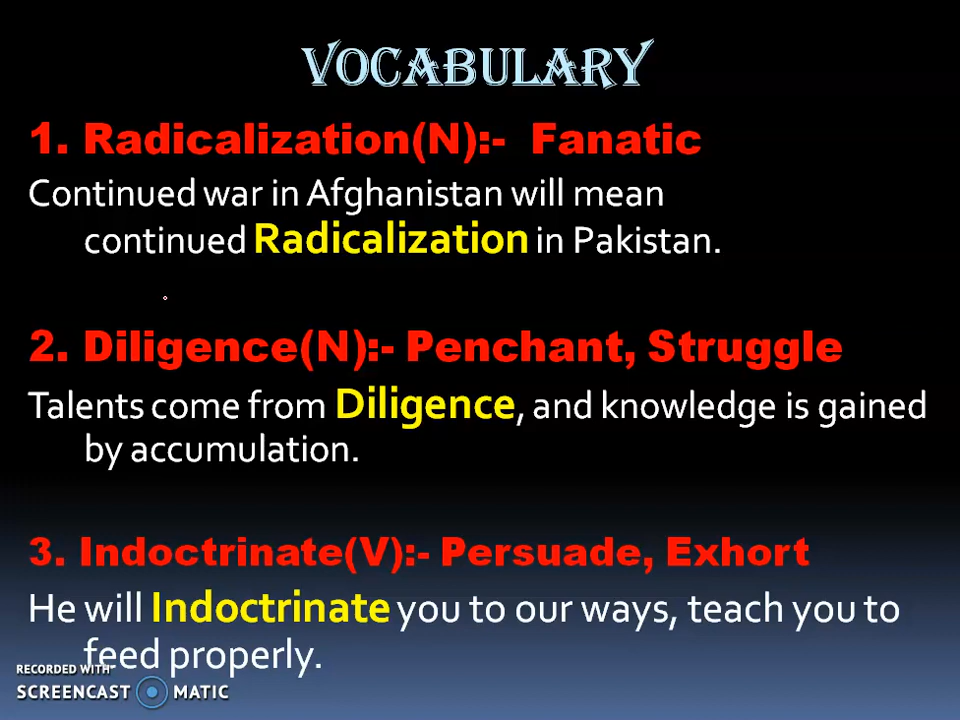 VOCABULARY
1. Radicalization(N):- Fanatic
Continued war in Afghanistan will mean
continued Radicalization in Pakistan.
2. Diligence(N):- Penchant, Struggle
Talents come from Diligence, and knowledge is gained
by accumulation.
3. Indoctrinate(V):- Persuade, Exhort
He will Indoctrinate you to our ways, teach you to
feed properly.
RECORDED WITH
SCREENCAST MATIC